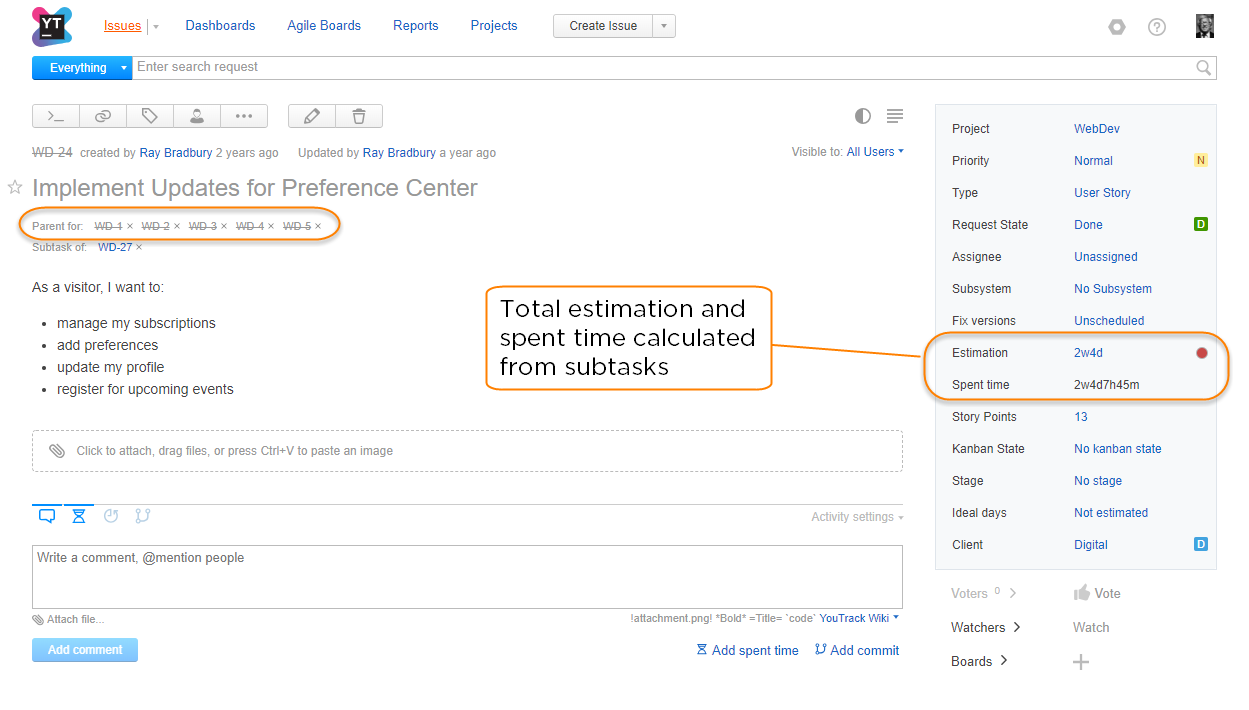 YT
Issues Dashboards Agile Boards Reports Projects Create Issue
Everything Enter search request
WD-24 created by Ray Bradbury 2 years ago Updated by Ray Bradbury a year ago Visible to: All Users
Implement Updates for Preference Center
Parent for: WD-1 × WD-2 × WD-3 × WD-4 × WD-5 ×
Subtask of: WD-27 ×
As a visitor, I want to:
• manage my subscriptions
• add preferences
• update my profile
• register for upcoming events
Total estimation and
spent time calculated
from subtasks
Click to attach, drag files, or press Ctrl+V to paste an image
Activity settings
Write a comment, @mention people
Attach file... !attachment.png! *Bold* =Title= `code` YouTrack Wiki
Add comment Add spent time Add commit
Project WebDev
Priority Normal N
Type User Story
Request State Done D
Assignee Unassigned
Subsystem No Subsystem
Fix versions Unscheduled
Estimation 2w4d
Spent time 2w4d7h45m
Story Points 13
Kanban State No kanban state
Stage No stage
Ideal days Not estimated
Client Digital D
Voters 0 Vote
Watchers Watch
Boards